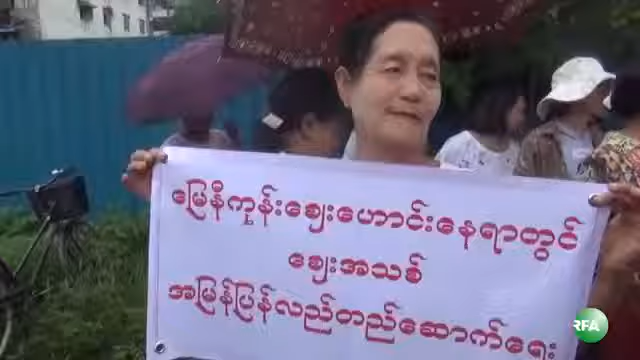 မြေနီကုန်းဈေးဟောင်းနေရာတွင်
ဈေးအသစ်
အမြန်ပြန်လည်တည်ဆောက်ရေး
RFA